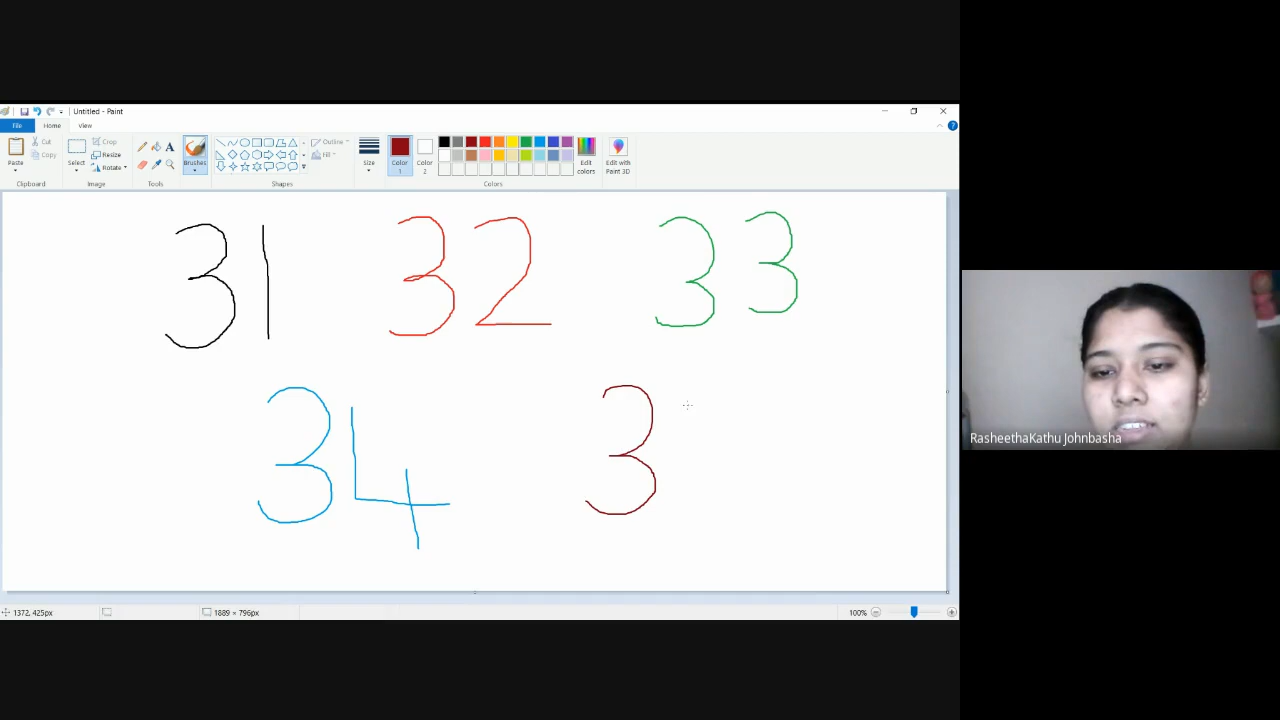 Untitled - Paint
File Home View
Paste Cut Copy Clipboard
Select Crop Resize Rotate Image
A Tools
Brushes
Outline Fill Shapes
Size
Color 1 Color 2
Edit colors Colors
Edit with Paint 3D
31 32 33
34 3
RasheethaKathu Johnbasha
1372, 425px 1889 × 796px 100%